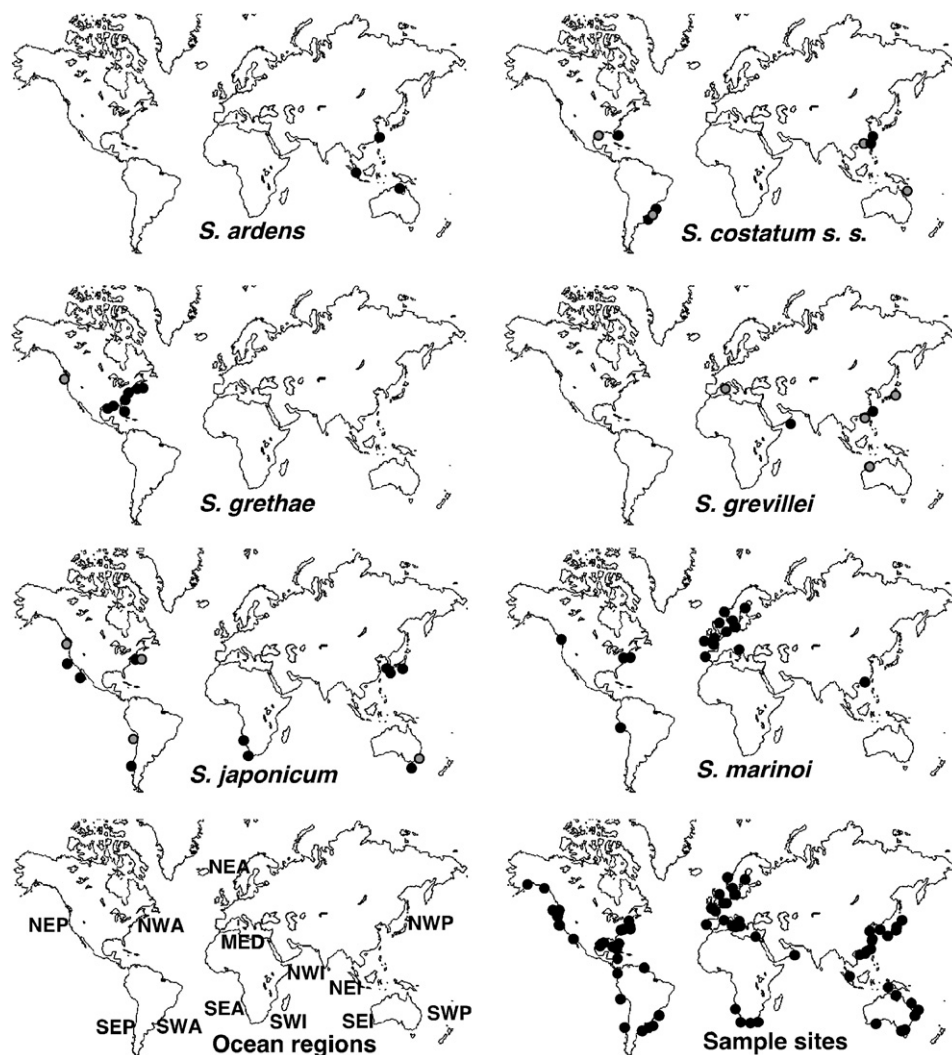 S. ardens
S. costatum s. s.
S. grethae
S. grevillei
S. japonicum
S. marinoi
NEA
NEP
NWA
NWP
MED
NWI
NEI
SEA
SEP
SWA
SWI
SEI
SWP
Ocean regions
Sample sites